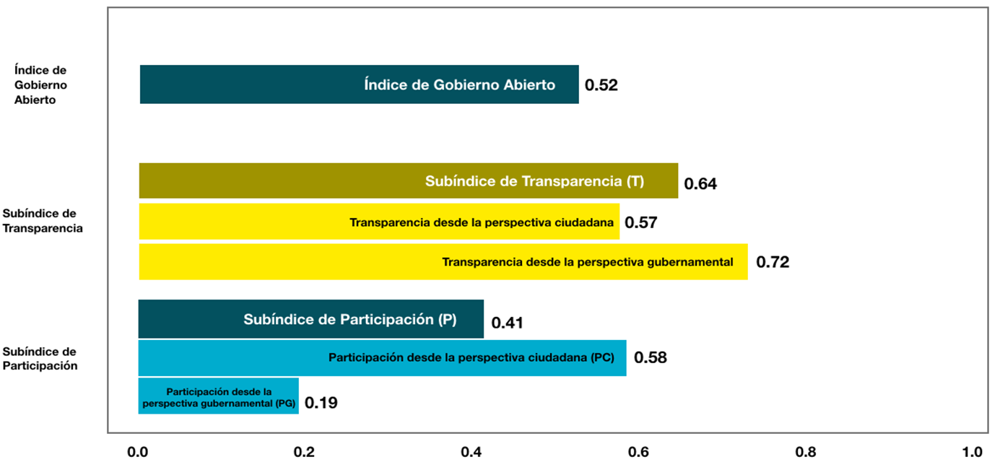 Índice de
Gobierno
Abierto
Índice de Gobierno Abierto 0.52
Subíndice de
Transparencia
Subíndice de Transparencia (T) 0.64
Transparencia desde la perspectiva ciudadana 0.57
Transparencia desde la perspectiva gubernamental 0.72
Subíndice de
Participación
Subíndice de Participación (P) 0.41
Participación desde la perspectiva ciudadana (PC) 0.58
Participación desde la
perspectiva gubernamental (PG) 0.19
0.0 0.2 0.4 0.6 0.8 1.0